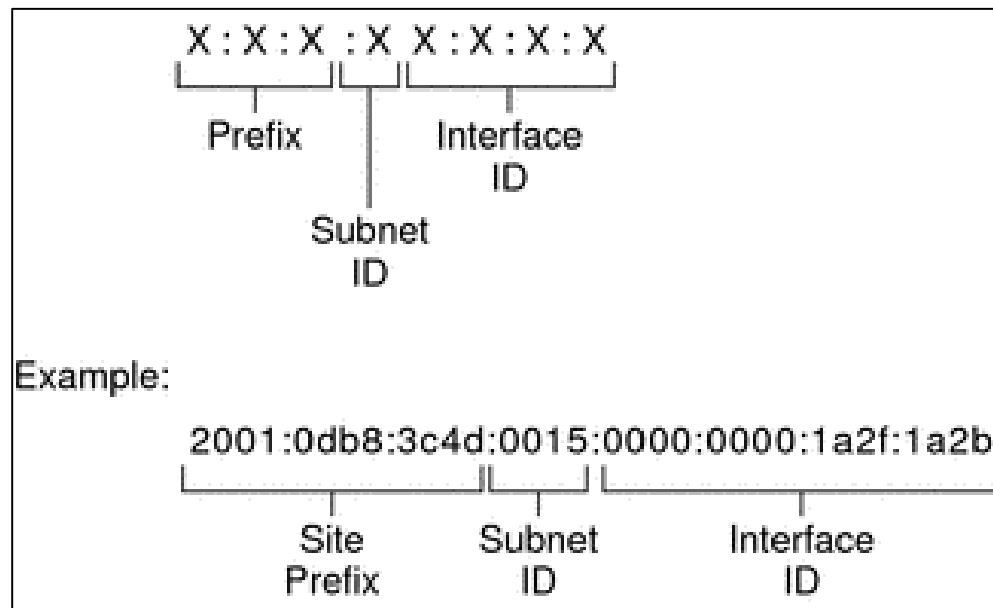 X : X : X : X X : X : X : X
Prefix
Interface
ID
Subnet
ID
Example:
2001:0db8:3c4d:0015:0000:0000:1a2f:1a2b
Site
Prefix
Subnet
ID
Interface
ID